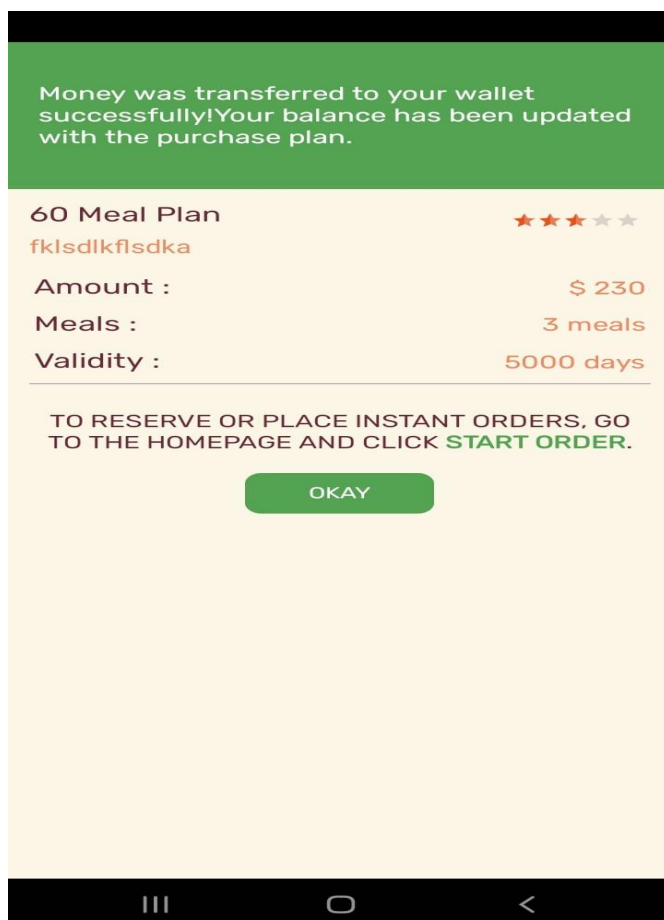 Money was transferred to your wallet
successfully!Your balance has been updated
with the purchase plan.
60 Meal Plan
fklsdlkflsdka
Amount : $ 230
Meals : 3 meals
Validity : 5000 days
TO RESERVE OR PLACE INSTANT ORDERS, GO
TO THE HOMEPAGE AND CLICK START ORDER.
OKAY